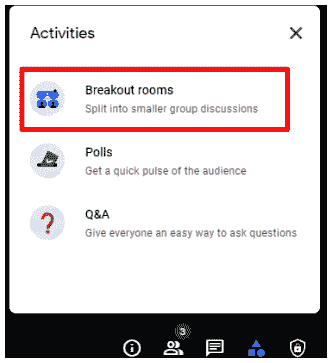 Activities
Breakout rooms
Split into smaller group discussions
Polls
Get a quick pulse of the audience
Q&A
Give everyone an easy way to ask questions
3